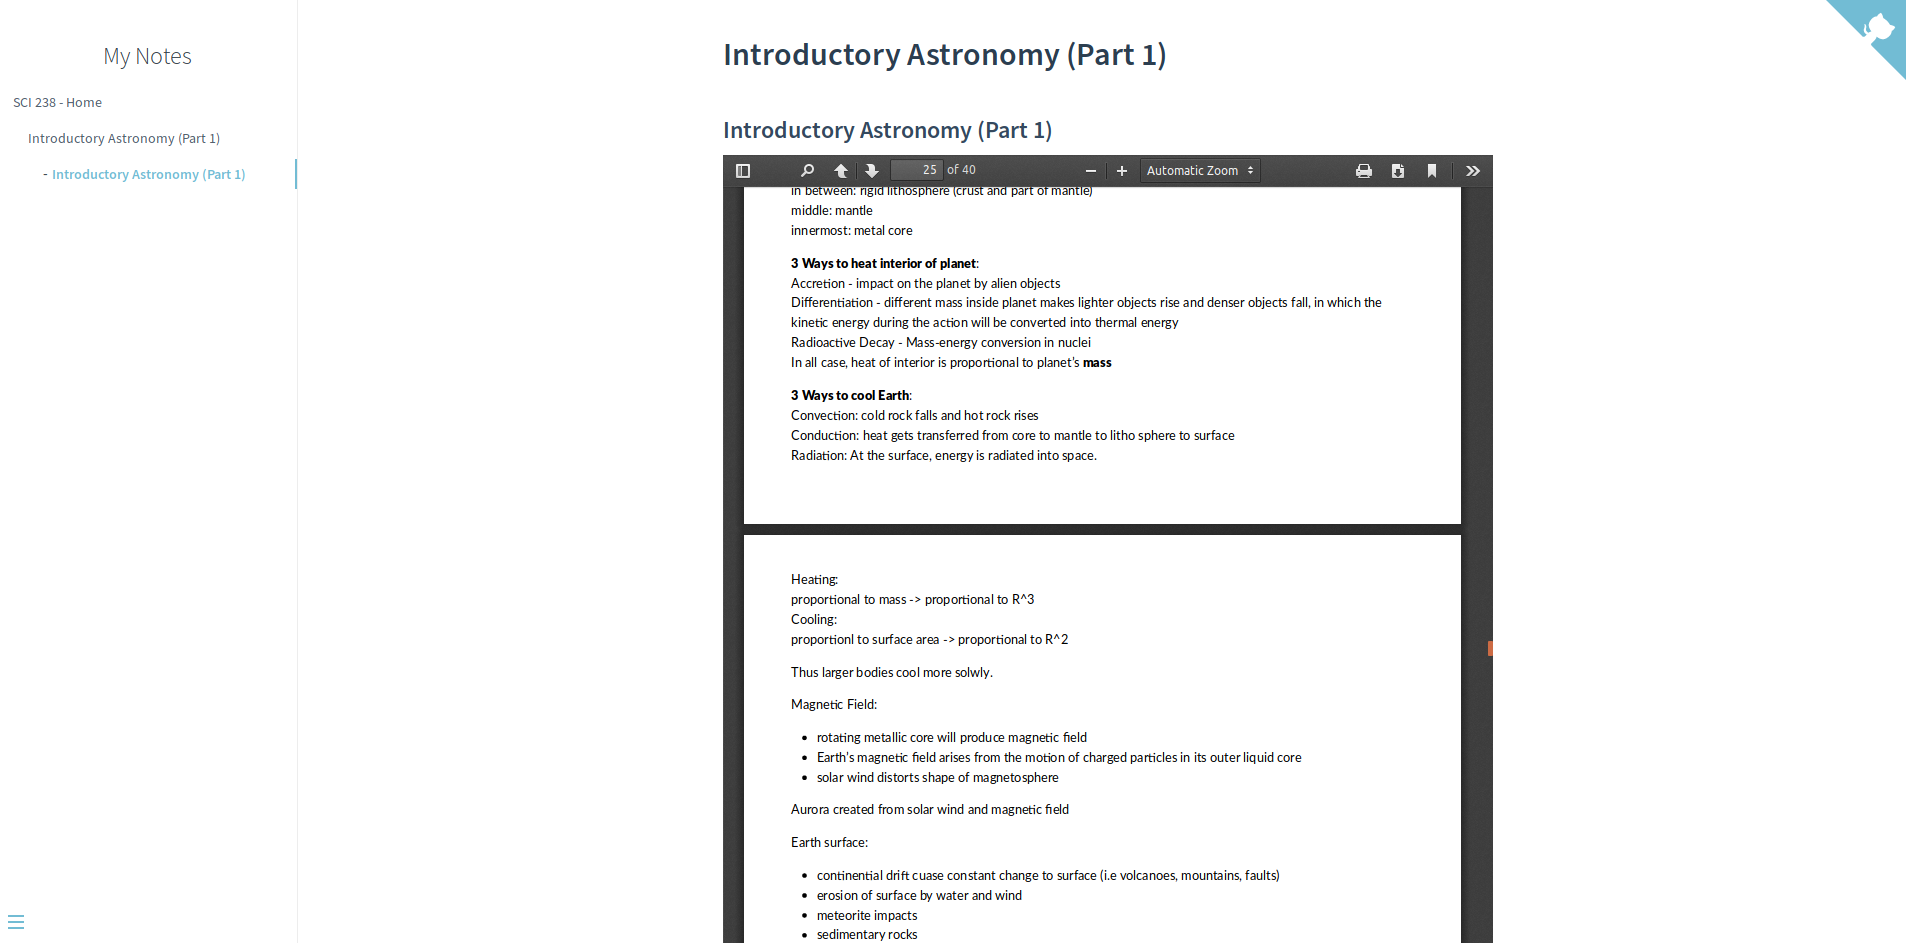 My Notes
SCI 238 - Home
Introductory Astronomy (Part 1)
- Introductory Astronomy (Part 1)
Introductory Astronomy (Part 1)
Introductory Astronomy (Part 1)
25 of 40
Automatic Zoom
in between: rigid lithosphere (crust and part of mantle)
middle: mantle
innermost: metal core
3 Ways to heat interior of planet:
Accretion - impact on the planet by alien objects
Differentiation - different mass inside planet makes lighter objects rise and denser objects fall, in which the
kinetic energy during the action will be converted into thermal energy
Radioactive Decay - Mass-energy conversion in nuclei
In all case, heat of interior is proportional to planet's mass
3 Ways to cool Earth:
Convection: cold rock falls and hot rock rises
Conduction: heat gets transferred from core to mantle to litho sphere to surface
Radiation: At the surface, energy is radiated into space.
Heating:
proportional to mass -> proportional to R^3
Cooling:
proportionl to surface area -> proportional to R^2
Thus larger bodies cool more solwly.
Magnetic Field:
• rotating metallic core will produce magnetic field
• Earth's magnetic field arises from the motion of charged particles in its outer liquid core
• solar wind distorts shape of magnetosphere
Aurora created from solar wind and magnetic field
Earth surface:
• continential drift cuase constant change to surface (i.e volcanoes, mountains, faults)
• erosion of surface by water and wind
• meteorite impacts
• sedimentary rocks